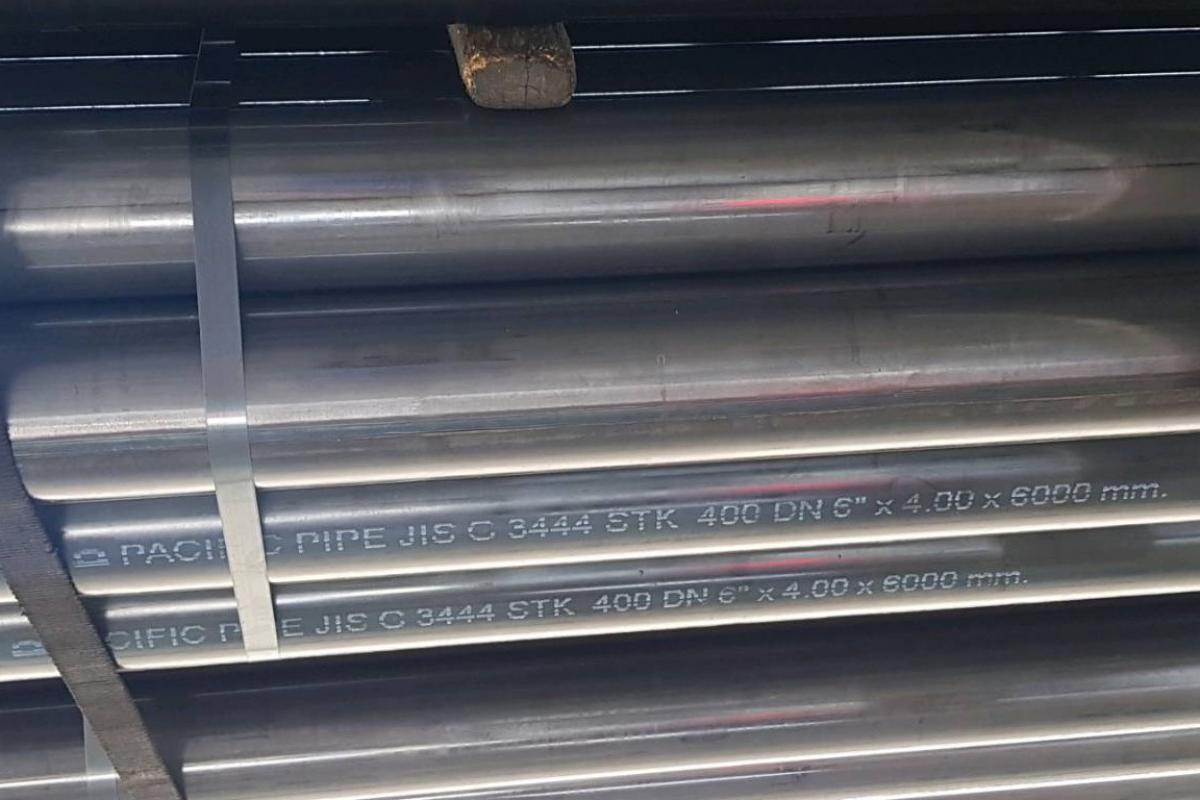 PACIFIC PIPE JIS G 3444 STK 400 DN 6" x 4.00 x 6000 mm.
CIFIC P E JIS G 3444 STK 400 DN 6" x 4.00 x 6000 mm.